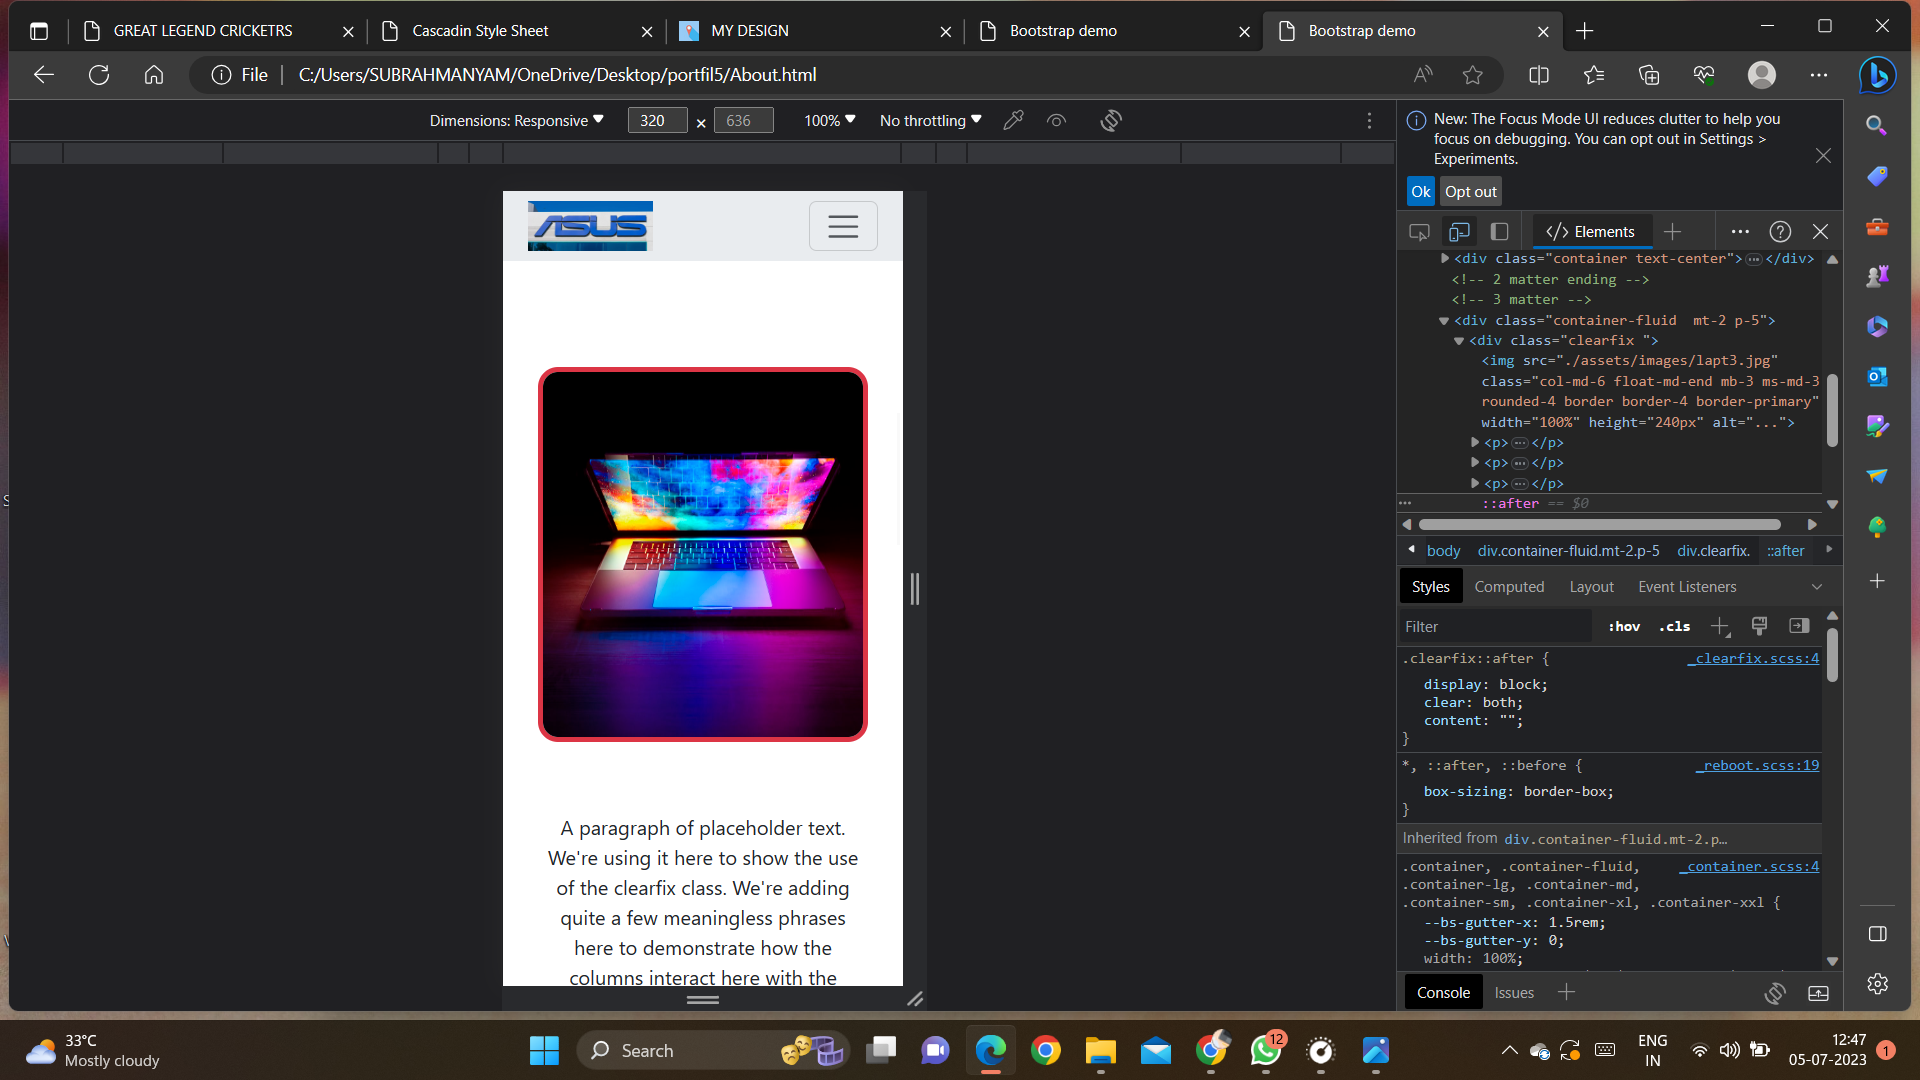 GREAT LEGEND CRICKETRS
Cascadin Style Sheet
MY DESIGN
Bootstrap demo
Bootstrap demo
File
C:/Users/SUBRAHMANYAM/OneDrive/Desktop/portfil5/About.html
Dimensions: Responsive
320 × 636
100%
No throttling
New: The Focus Mode UI reduces clutter to help you
focus on debugging. You can opt out in Settings >
Experiments.
Ok
Opt out
ASUS
</> Elements
<div class="container text-center">…</div>
<!-- 2 matter ending -->
<!-- 3 matter -->
<div class="container-fluid  mt-2 p-5">
<div class="clearfix ">
<img src="./assets/images/lapt3.jpg"
class="col-md-6 float-md-end mb-3 ms-md-3
rounded-4 border border-4 border-primary"
width="100%" height="240px" alt="...">
<p>…</p>
<p>…</p>
<p>…</p>
… ::after == $0
body div.container-fluid.mt-2.p-5 div.clearfix. ::after
Styles Computed Layout Event Listeners
Filter :hov .cls
.clearfix::after { _clearfix.scss:4
display: block;
clear: both;
content: "";
}
*, ::after, ::before { _reboot.scss:19
box-sizing: border-box;
}
Inherited from div.container-fluid.mt-2.p…
.container, .container-fluid, _container.scss:4
.container-lg, .container-md,
.container-sm, .container-xl, .container-xxl {
--bs-gutter-x: 1.5rem;
--bs-gutter-y: 0;
width: 100%;
Console Issues
A paragraph of placeholder text.
We're using it here to show the use
of the clearfix class. We're adding
quite a few meaningless phrases
here to demonstrate how the
columns interact here with the
33°C
Mostly cloudy
Search
12
ENG
IN
12:47
05-07-2023
1